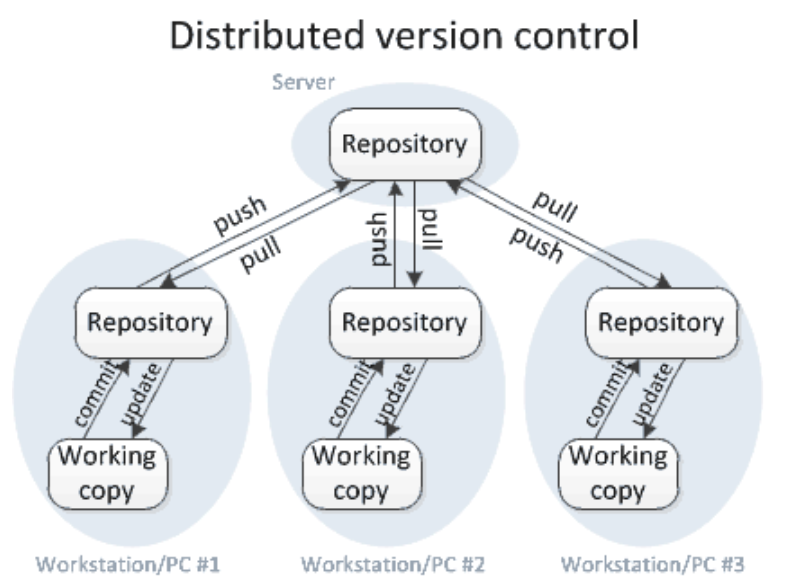 Distributed version control
Server
Repository
push
pull
push
pull
pull
push
Repository
Repository
Repository
commit
update
commit
update
commit
update
Working
copy
Working
copy
Working
copy
Workstation/PC #1
Workstation/PC #2
Workstation/PC #3